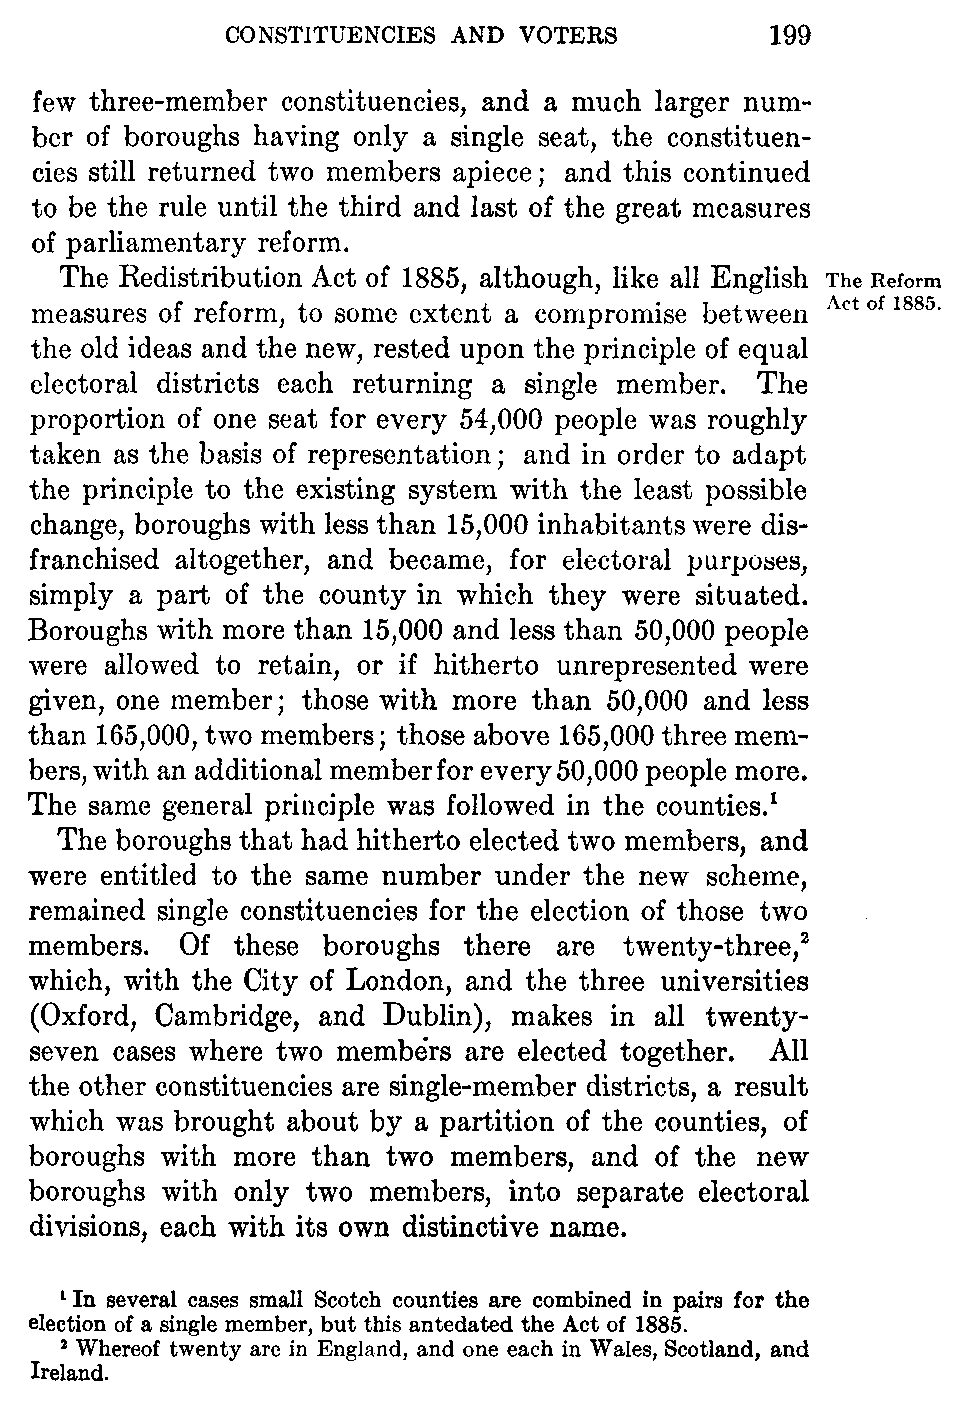 CONSTITUENCIES AND VOTERS 199
few three-member constituencies, and a much larger num-
ber of boroughs having only a single seat, the constituen-
cies still returned two members apiece; and this continued
to be the rule until the third and last of the great measures
of parliamentary reform.
The Redistribution Act of 1885, although, like all English
measures of reform, to some extent a compromise between
the old ideas and the new, rested upon the principle of equal
electoral districts each returning a single member. The
proportion of one seat for every 54,000 people was roughly
taken as the basis of representation; and in order to adapt
the principle to the existing system with the least possible
change, boroughs with less than 15,000 inhabitants were dis-
franchised altogether, and became, for electoral purposes,
simply a part of the county in which they were situated.
Boroughs with more than 15,000 and less than 50,000 people
were allowed to retain, or if hitherto unrepresented were
given, one member; those with more than 50,000 and less
than 165,000, two members; those above 165,000 three mem-
bers, with an additional member for every 50,000 people more.
The same general principle was followed in the counties.¹
The Reform
Act of 1885.
The boroughs that had hitherto elected two members, and
were entitled to the same number under the new scheme,
remained single constituencies for the election of those two
members. Of these boroughs there are twenty-three,²
which, with the City of London, and the three universities
(Oxford, Cambridge, and Dublin), makes in all twenty-
seven cases where two members are elected together. All
the other constituencies are single-member districts, a result
which was brought about by a partition of the counties, of
boroughs with more than two members, and of the new
boroughs with only two members, into separate electoral
divisions, each with its own distinctive name.
¹ In several cases small Scotch counties are combined in pairs for the
election of a single member, but this antedated the Act of 1885.
² Whereof twenty are in England, and one each in Wales, Scotland, and
Ireland.